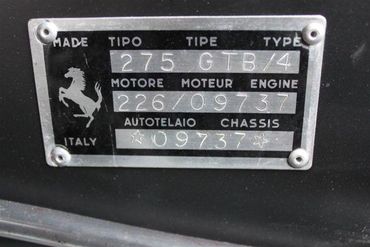 MADE TIPO TIPE TYPE
275 GTB/4
MOTORE MOTEUR ENGINE
226/09737
AUTOTELAIO CHASSIS
ITALY ☆09737☆